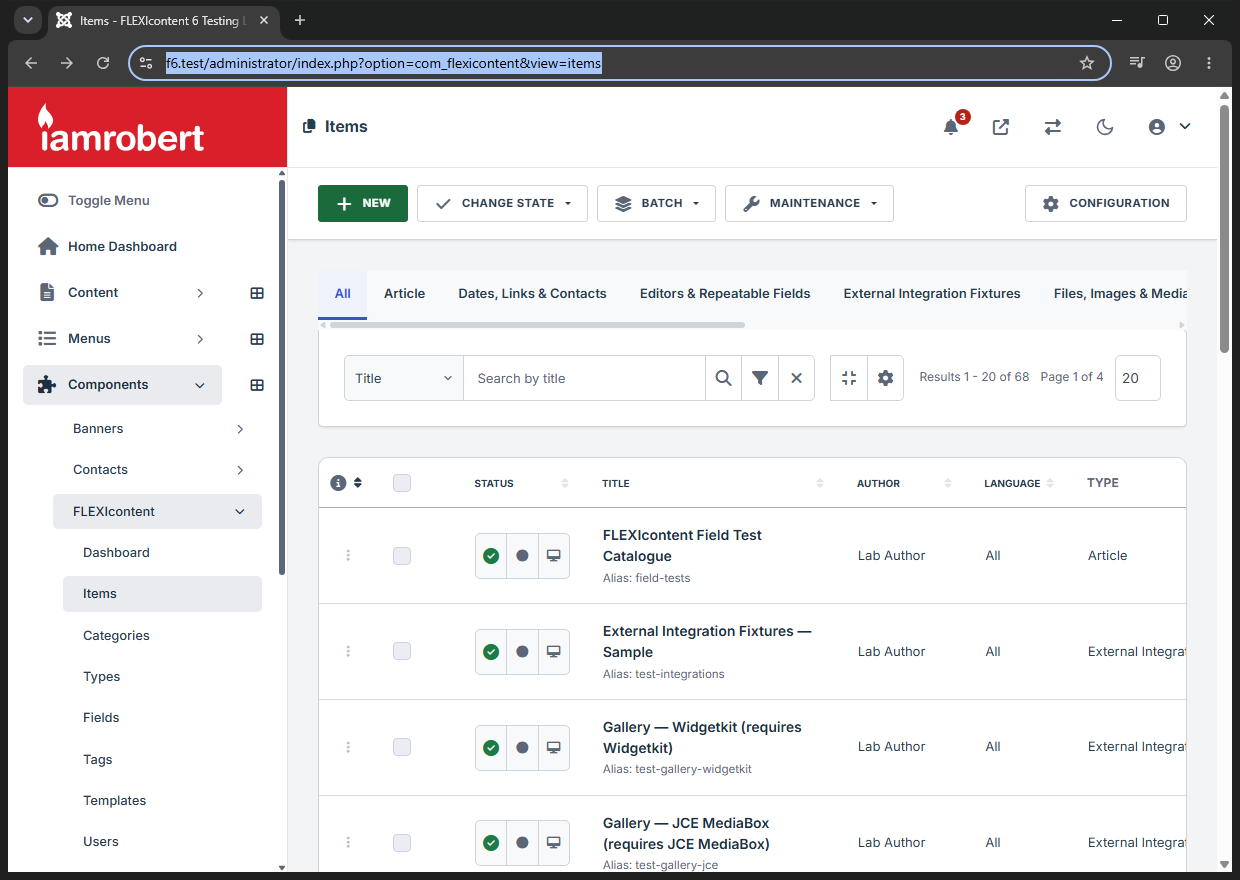 Items - FLEXIcontent 6 Testing L
f6.test/administrator/index.php?option=com_flexicontent&view=items
iamrobert
Items
3
Toggle Menu
Home Dashboard
Content
Menus
Components
Banners
Contacts
FLEXIcontent
Dashboard
Items
Categories
Types
Fields
Tags
Templates
Users
NEW
CHANGE STATE
BATCH
MAINTENANCE
CONFIGURATION
All
Article
Dates, Links & Contacts
Editors & Repeatable Fields
External Integration Fixtures
Files, Images & Media
Title
Search by title
Results 1 - 20 of 68
Page 1 of 4
20
STATUS
TITLE
AUTHOR
LANGUAGE
TYPE
FLEXIcontent Field Test
Catalogue
Alias: field-tests
Lab Author
All
Article
External Integration Fixtures —
Sample
Alias: test-integrations
Lab Author
All
External Integrat
Gallery — Widgetkit (requires
Widgetkit)
Alias: test-gallery-widgetkit
Lab Author
All
External Integrat
Gallery — JCE MediaBox
(requires JCE MediaBox)
Alias: test-gallery-jce
Lab Author
All
External Integrat